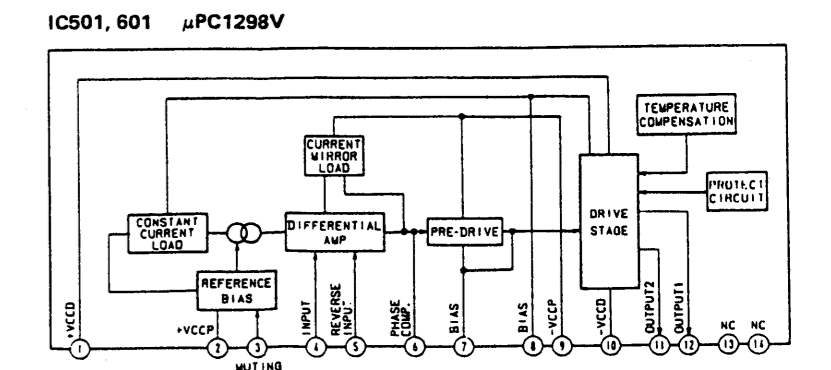 IC501, 601 μPC1298V
TEMPERATURE
COMPENSATION
CURRENT
MIRROR
LOAD
PROTECT
CIRCUIT
CONSTANT
CURRENT
LOAD
DIFFERENTIAL
AMP
PRE-DRIVE
DRIVE
STAGE
REFERENCE
BIAS
+VCCD
+VCCP
MUTING
INPUT
REVERSE
INPUT.
PHASE
COMP.
BIAS
BIAS
-VCCP
-VCCD
OUTPUT2
OUTPUT1
NC
NC
1 2 3 4 5 6 7 8 9 10 11 12 13 14